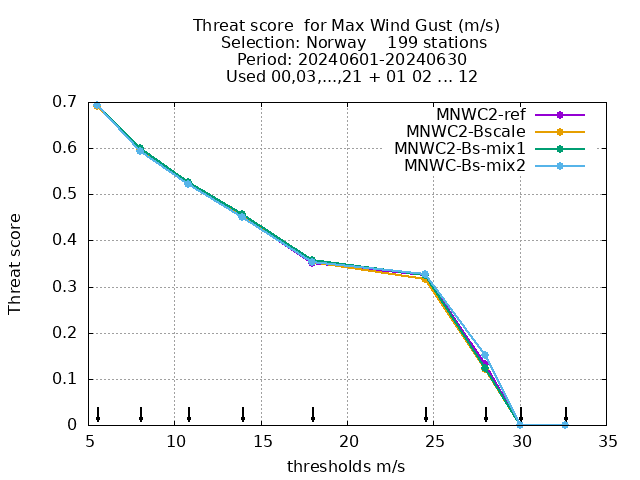 Threat score  for Max Wind Gust (m/s)
Selection: Norway    199 stations
Period: 20240601-20240630
Used 00,03,...,21 + 01 02 ... 12
MNWC2-ref
MNWC2-Bscale
MNWC2-Bs-mix1
MNWC-Bs-mix2
Threat score
0.7
0.6
0.5
0.4
0.3
0.2
0.1
0
5 10 15 20 25 30 35
thresholds m/s